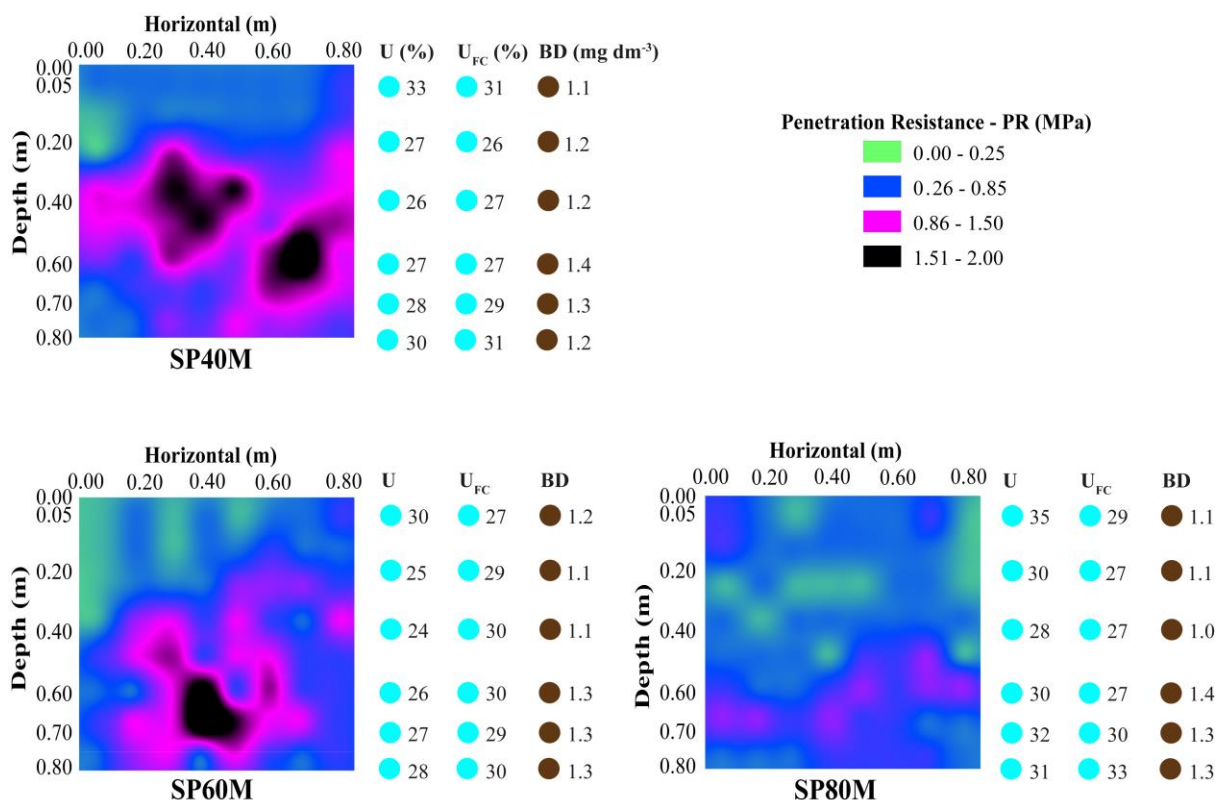 Horizontal (m)
0.00 0.20 0.40 0.60 0.80
U (%) U_FC (%) BD (mg dm⁻³)
Depth (m)
0.00
0.05
0.20
0.40
0.60
0.70
0.80
33 31 1.1
27 26 1.2
26 27 1.2
27 27 1.4
28 29 1.3
30 31 1.2
SP40M
Penetration Resistance - PR (MPa)
0.00 - 0.25
0.26 - 0.85
0.86 - 1.50
1.51 - 2.00
Horizontal (m)
0.00 0.20 0.40 0.60 0.80
U U_FC BD
Depth (m)
0.00
0.05
0.20
0.40
0.60
0.70
0.80
30 27 1.2
25 29 1.1
24 30 1.1
26 30 1.3
27 29 1.3
28 30 1.3
SP60M
Horizontal (m)
0.00 0.20 0.40 0.60 0.80
U U_FC BD
Depth (m)
0.00
0.05
0.20
0.40
0.60
0.70
0.80
35 29 1.1
30 27 1.1
28 27 1.0
30 27 1.4
32 30 1.3
31 33 1.3
SP80M